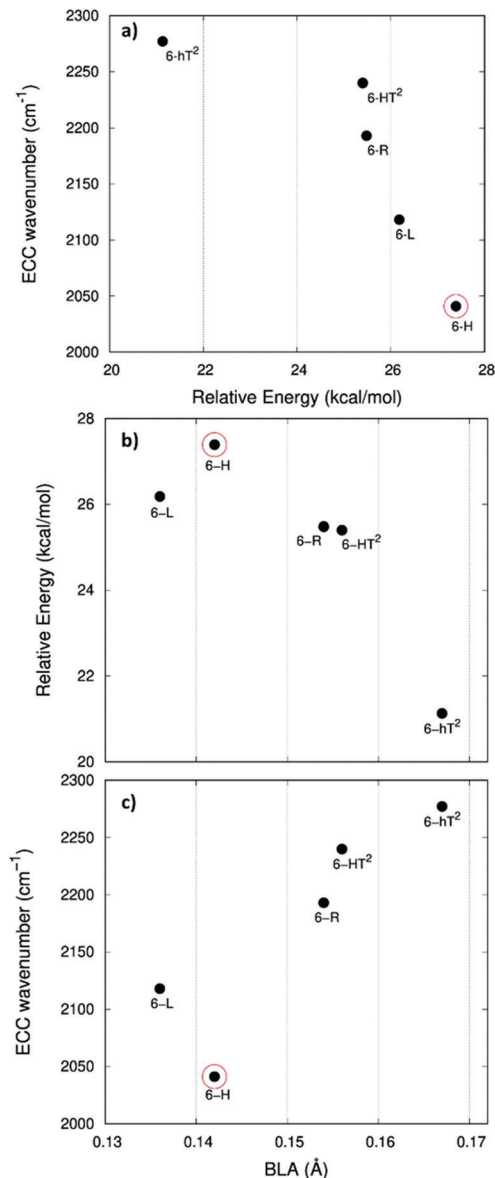 a)
ECC wavenumber (cm⁻¹)
2300
2250
2200
2150
2100
2050
2000
6-hT²
6-HT²
6-R
6-L
6-H
20 22 24 26 28
Relative Energy (kcal/mol)
b)
Relative Energy (kcal/mol)
28
26
24
22
20
6–H
6–L
6–R 6–HT²
6–hT²
c)
ECC wavenumber (cm⁻¹)
2300
2250
2200
2150
2100
2050
2000
6–hT²
6–HT²
6–R
6–L
6–H
0.13 0.14 0.15 0.16 0.17
BLA (Å)